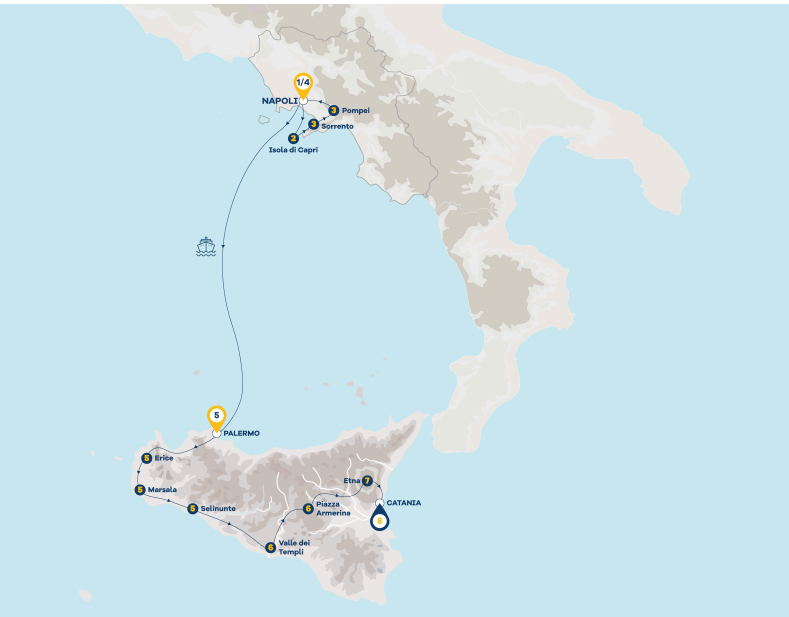 1/4
NAPOLI
3 Pompei
3 Sorrento
2
Isola di Capri
5
PALERMO
5 Erice
5 Marsala
5 Selinunte
Etna 7
CATANIA
8
6 Piazza
Armerina
6 Valle dei
Templi